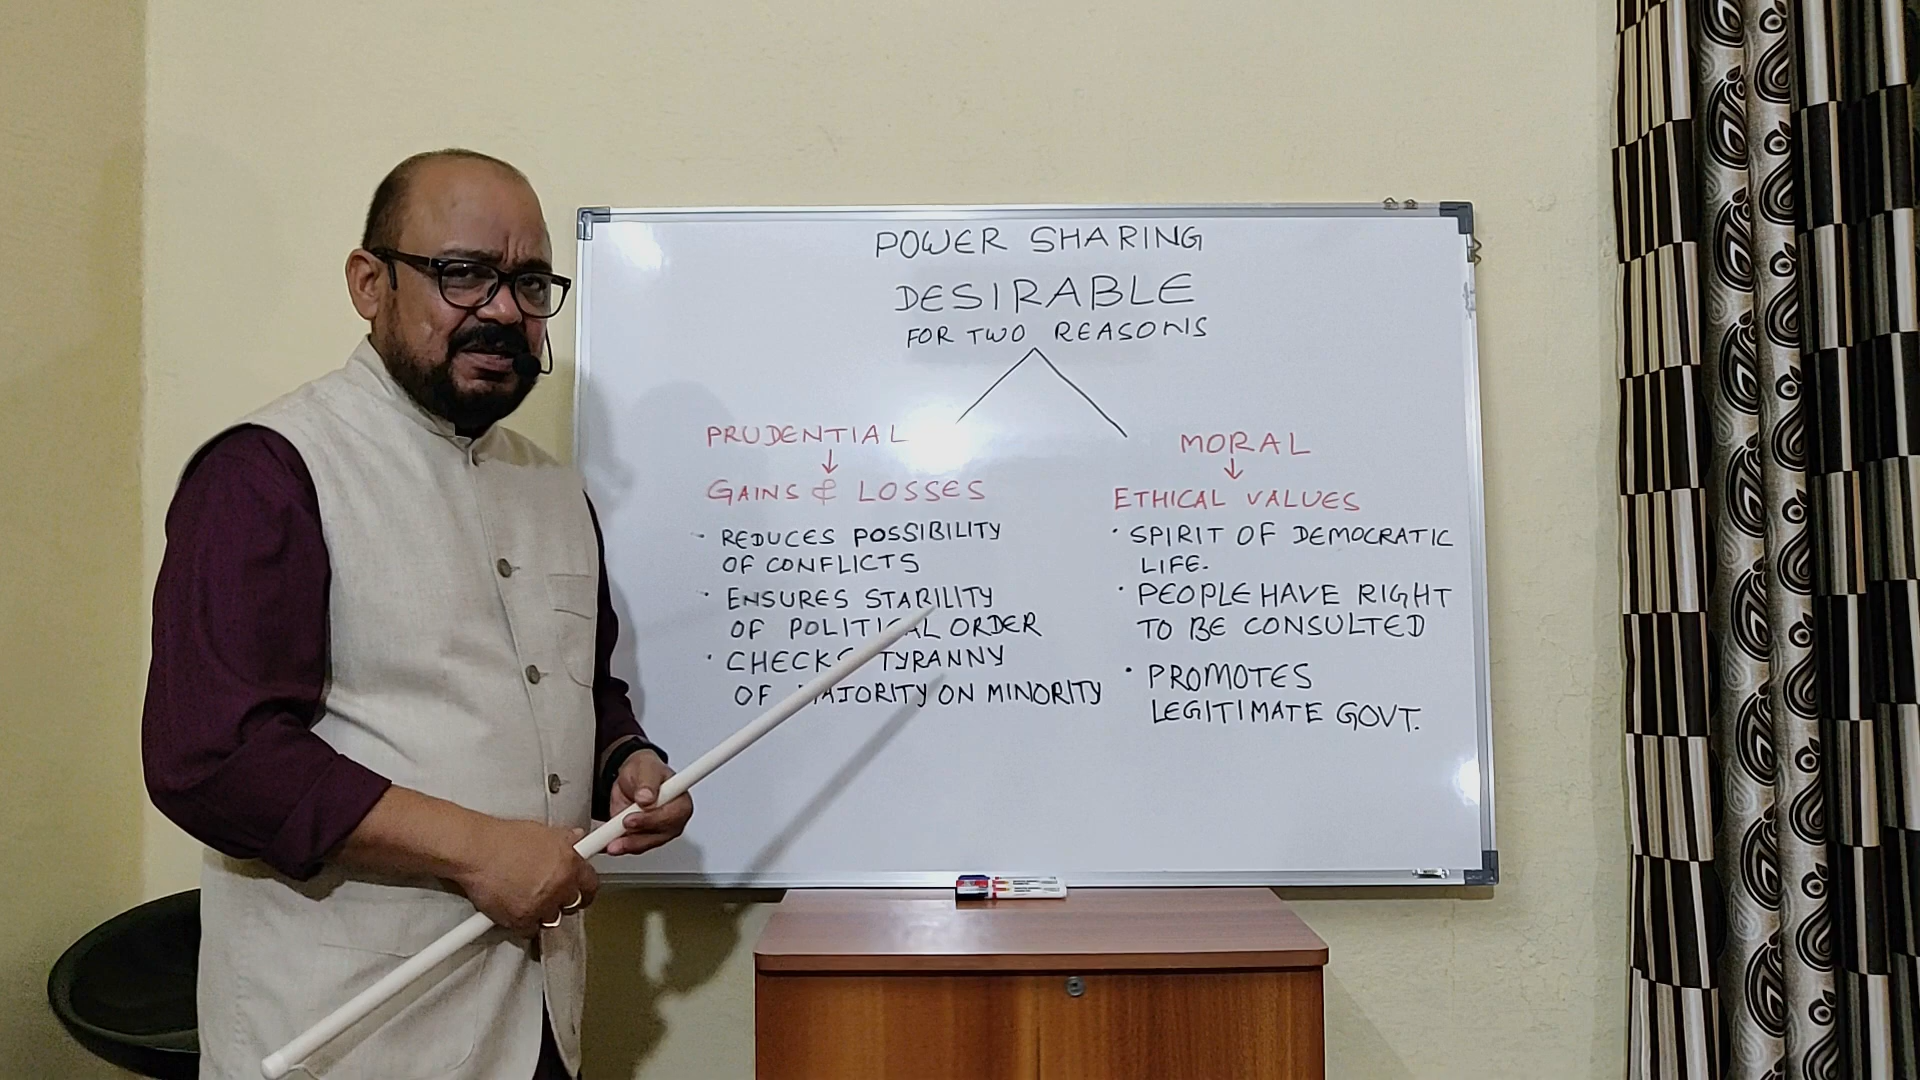 POWER SHARING
DESIRABLE
FOR TWO REASONS
PRUDENTIAL
GAINS & LOSSES
· REDUCES POSSIBILITY
OF CONFLICTS
· ENSURES STABILITY
OF POLITICAL ORDER
· CHECKS TYRANNY
OF MAJORITY ON MINORITY
MORAL
ETHICAL VALUES
· SPIRIT OF DEMOCRATIC
LIFE.
· PEOPLE HAVE RIGHT
TO BE CONSULTED
· PROMOTES
LEGITIMATE GOVT.